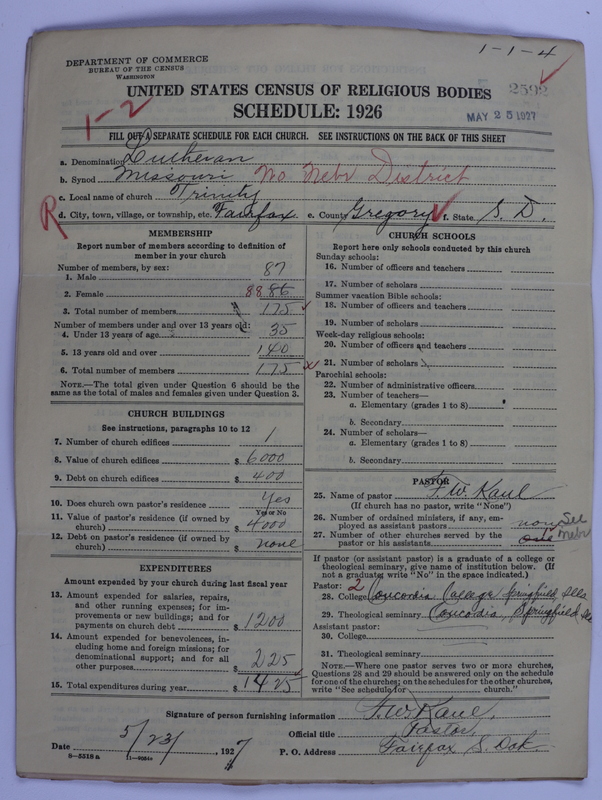 1-1-4
DEPARTMENT OF COMMERCE
BUREAU OF THE CENSUS
WASHINGTON
2592
UNITED STATES CENSUS OF RELIGIOUS BODIES
SCHEDULE: 1926
MAY 25 1927
1-2
FILL OUT A SEPARATE SCHEDULE FOR EACH CHURCH. SEE INSTRUCTIONS ON THE BACK OF THIS SHEET
a. Denomination Lutheran
b. Synod Missouri No Nebr District
c. Local name of church Trinity
R d. City, town, village, or township, etc. Fairfax e. County Gregory f. State S. D.
MEMBERSHIP
Report number of members according to definition of
member in your church
Number of members, by sex:
1. Male 87
2. Female 88 86
3. Total number of members 175
Number of members under and over 13 years old:
4. Under 13 years of age 35
5. 13 years old and over 140
6. Total number of members 175
NOTE.—The total given under Question 6 should be the
same as the total of males and females given under Question 3.
CHURCH BUILDINGS
See instructions, paragraphs 10 to 12
7. Number of church edifices 1
8. Value of church edifices $ 6000
9. Debt on church edifices $ 400
10. Does church own pastor's residence? Yes
Yes or No
11. Value of pastor's residence (if owned by
church) $ 4000
12. Debt on pastor's residence (if owned by
church) $ none
EXPENDITURES
Amount expended by your church during last fiscal year
13. Amount expended for salaries, repairs,
and other running expenses; for im-
provements or new buildings; and for
payments on church debt $ 1200
14. Amount expended for benevolences, in-
cluding home and foreign missions; for
denominational support; and for all
other purposes $ 225
15. Total expenditures during year $ 1425
CHURCH SCHOOLS
Report here only schools conducted by this church
Sunday schools:
16. Number of officers and teachers
17. Number of scholars
Summer vacation Bible schools:
18. Number of officers and teachers
19. Number of scholars
Week-day religious schools:
20. Number of officers and teachers
21. Number of scholars
Parochial schools:
22. Number of administrative officers
23. Number of teachers—
a. Elementary (grades 1 to 8)
b. Secondary
24. Number of scholars—
a. Elementary (grades 1 to 8)
b. Secondary
PASTOR
25. Name of pastor F. W. Kaul
(If church has no pastor, write "None")
26. Number of ordained ministers, if any, em-
ployed as assistant pastors none
27. Number of other churches served by the
pastor or his assistants one See Nebr
If pastor (or assistant pastor) is a graduate of a college or
theological seminary, give name of institution below. (If
not a graduate, write "No" in the space indicated.)
Pastor: 2
28. College Concordia College Springfield, Ills
29. Theological seminary Concordia, Springfield, Ills
Assistant pastor:
30. College
31. Theological seminary
NOTE.—Where one pastor serves two or more churches,
Questions 28 and 29 should be answered only on the schedule
for one of the churches; on the schedules for the other churches,
write "See schedule for church."
Signature of person furnishing information F. W. Kaul,
Official title Pastor,
Date 5/23/, 1927 P. O. Address Fairfax S. Dak.
8-5518 a